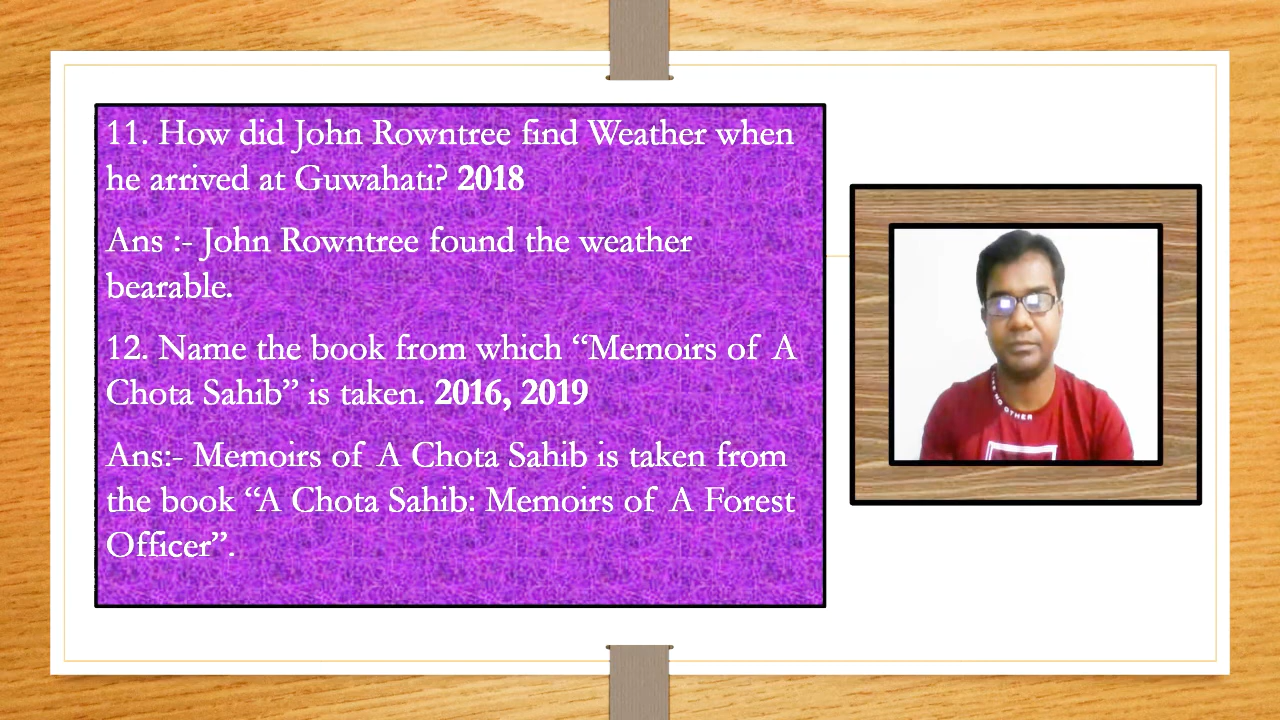 11. How did John Rowntree find Weather when
he arrived at Guwahati? 2018
Ans :- John Rowntree found the weather
bearable.
12. Name the book from which “Memoirs of A
Chota Sahib” is taken. 2016, 2019
Ans:- Memoirs of A Chota Sahib is taken from
the book “A Chota Sahib: Memoirs of A Forest
Officer”.
NO OTHER